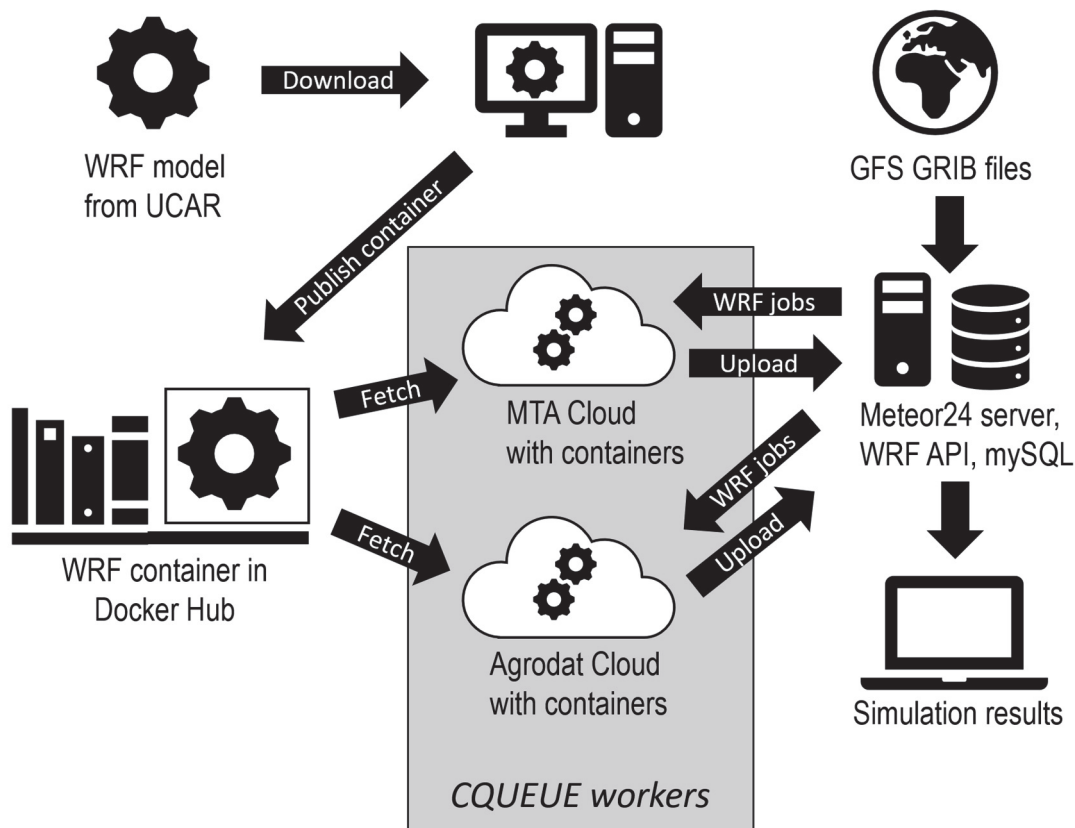 Download
WRF model
from UCAR
GFS GRIB files
Publish container
WRF jobs
Upload
Fetch
MTA Cloud
with containers
Meteor24 server,
WRF API, mySQL
WRF jobs
Upload
Fetch
WRF container in
Docker Hub
Agrodat Cloud
with containers
Simulation results
CQUEUE workers